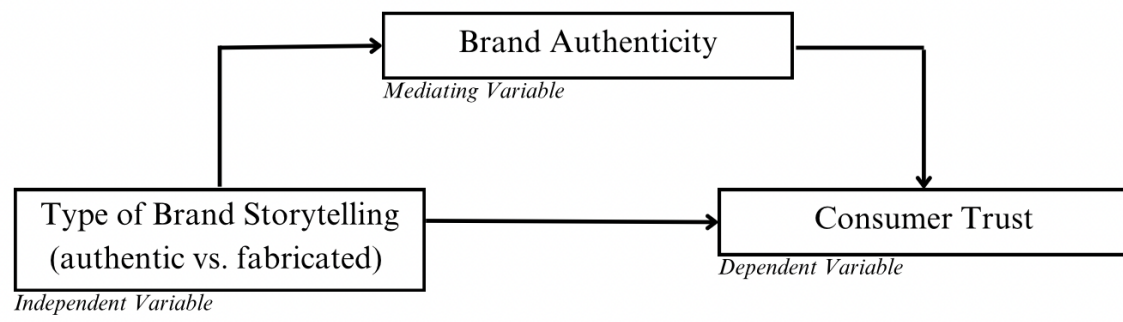 Brand Authenticity
Mediating Variable
Type of Brand Storytelling
(authentic vs. fabricated)
Independent Variable
Consumer Trust
Dependent Variable